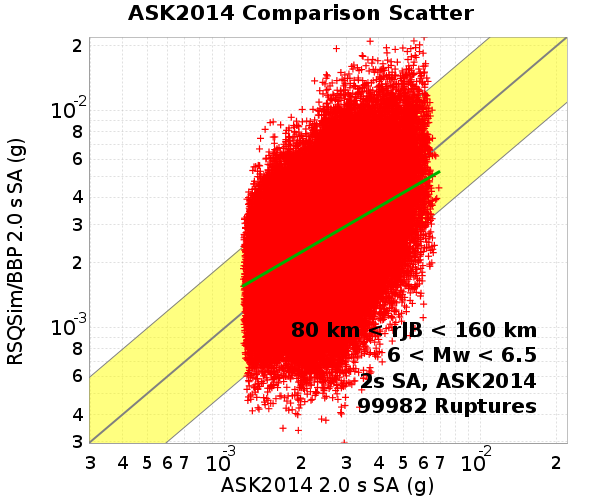 ASK2014 Comparison Scatter
RSQSim/BBP 2.0 s SA (g)
2
10-2
8
6
4
3
2
10-3
8
6
4
3
80 km < rJB < 160 km
6 < Mw < 6.5
2s SA, ASK2014
99982 Ruptures
3 4 5 6 7 10-3 2 3 4 5 6 7 10-2 2
ASK2014 2.0 s SA (g)